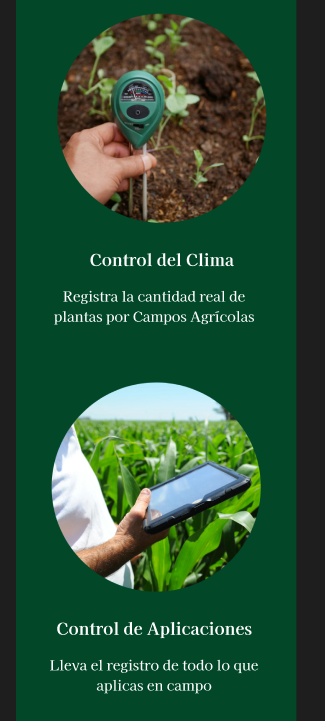 Control del Clima
Registra la cantidad real de
plantas por Campos Agrícolas
Control de Aplicaciones
Lleva el registro de todo lo que
aplicas en campo